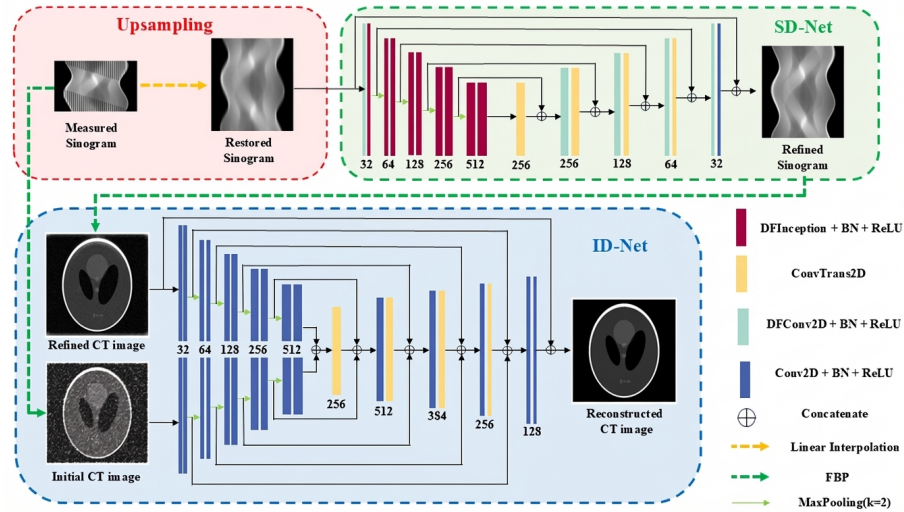 Upsampling
Measured
Sinogram
Restored
Sinogram
SD-Net
32 64 128 256 512 256 256 128 64 32
Refined
Sinogram
ID-Net
Refined CT image
32 64 128 256 512
256 512 384 256 128
Initial CT image
Reconstructed
CT image
DFInception + BN + ReLU
ConvTrans2D
DFConv2D + BN + ReLU
Conv2D + BN + ReLU
Concatenate
Linear Interpolation
FBP
MaxPooling(k=2)